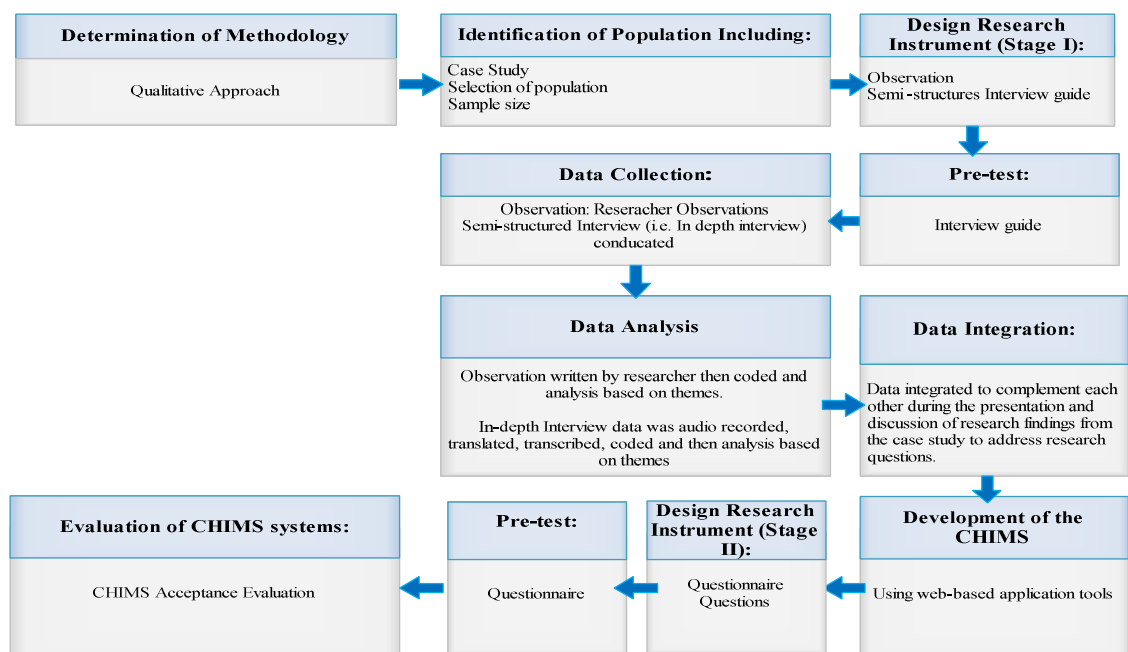 Determination of Methodology
Qualitative Approach
Identification of Population Including:
Case Study
Selection of population
Sample size
Design Research
Instrument (Stage I):
Observation
Semi-structures Interview guide
Pre-test:
Interview guide
Data Collection:
Observation: Reseracher Observations
Semi-structured Interview (i.e. In depth interview)
conducated
Data Analysis
Observation written by researcher then coded and
analysis based on themes.
In-depth Interview data was audio recorded,
translated, transcribed, coded and then analysis based
on themes
Data Integration:
Data integrated to complement each
other during the presentation and
discussion of research findings from
the case study to address research
questions.
Development of the
CHIMS
Using web-based application tools
Design Research
Instrument (Stage
II):
Questionnaire
Questions
Pre-test:
Questionnaire
Evaluation of CHIMS systems:
CHIMS Acceptance Evaluation